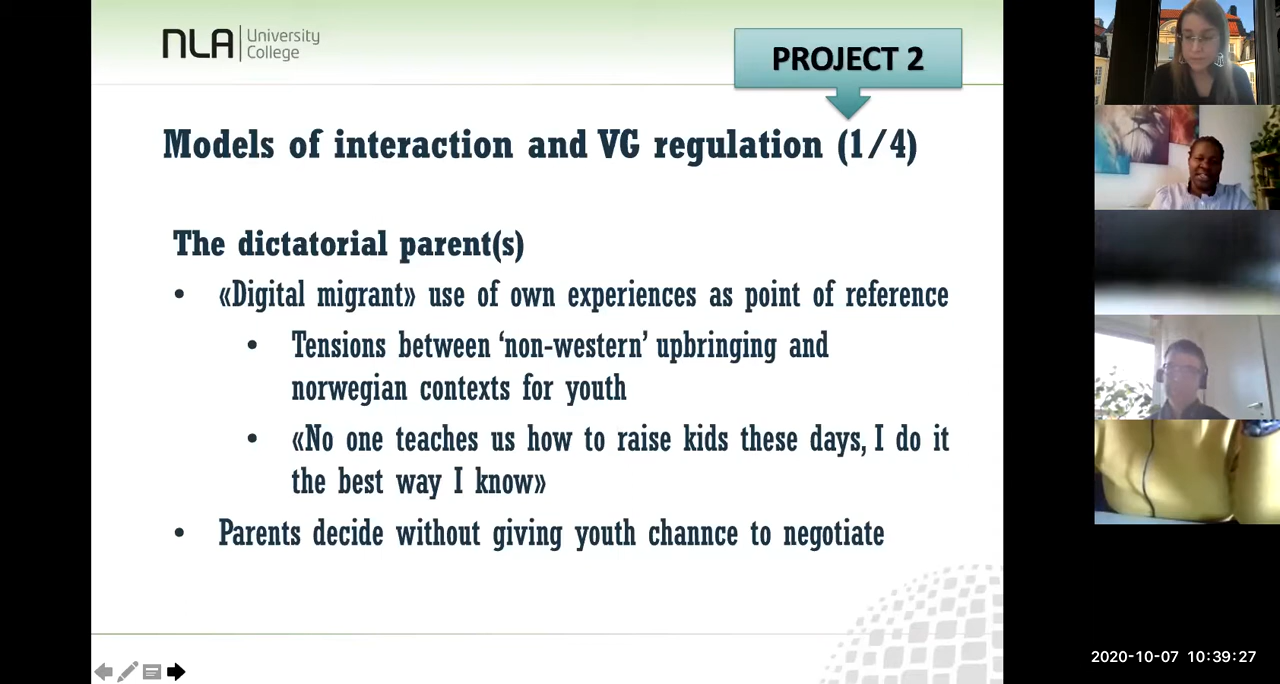 NLA University College
PROJECT 2
Models of interaction and VG regulation (1/4)
The dictatorial parent(s)
• «Digital migrant» use of own experiences as point of reference
• Tensions between ‘non-western’ upbringing and
norwegian contexts for youth
• «No one teaches us how to raise kids these days, I do it
the best way I know»
• Parents decide without giving youth channce to negotiate
2020-10-07 10:39:27